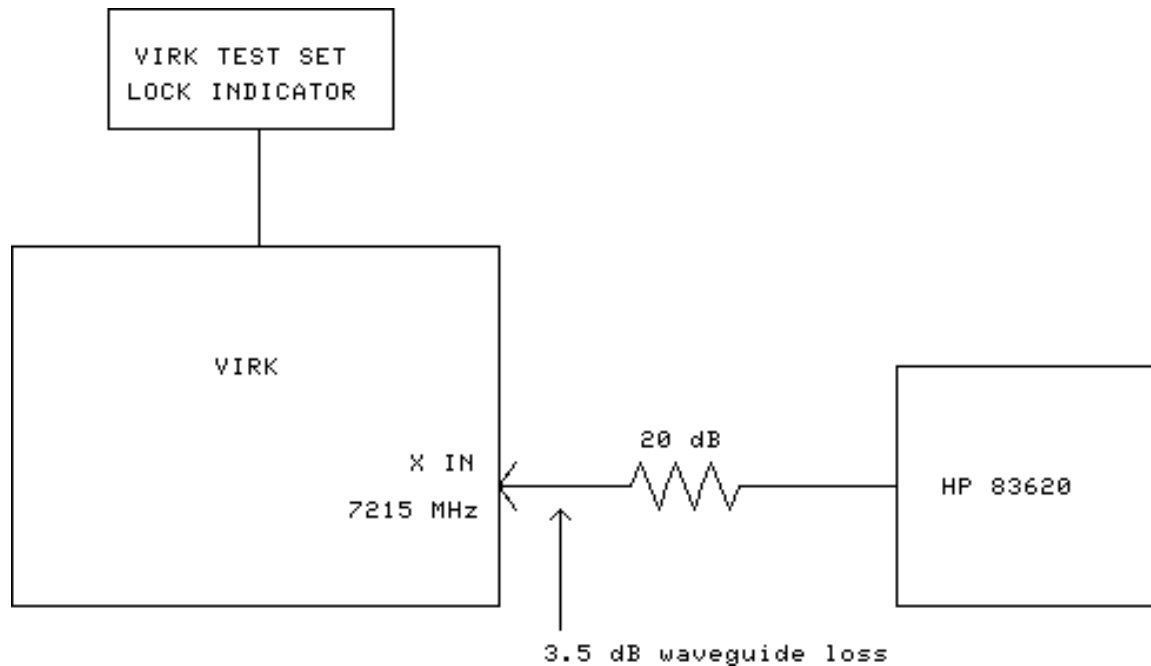 VIRK TEST SET
LOCK INDICATOR
VIRK
X IN
7215 MHz
20 dB
HP 83620
3.5 dB waveguide loss